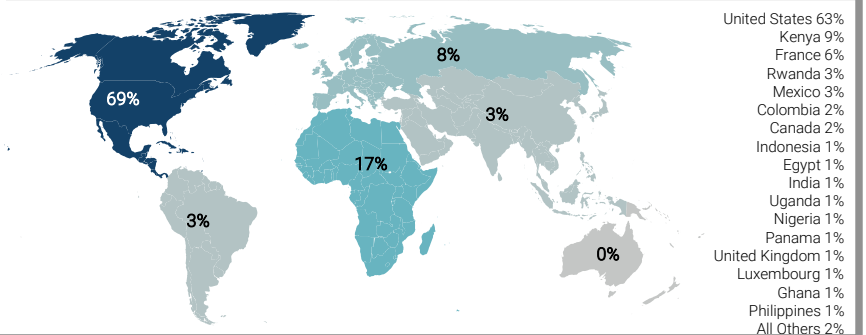 69%
3%
17%
8%
3%
0%
United States 63%
Kenya 9%
France 6%
Rwanda 3%
Mexico 3%
Colombia 2%
Canada 2%
Indonesia 1%
Egypt 1%
India 1%
Uganda 1%
Nigeria 1%
Panama 1%
United Kingdom 1%
Luxembourg 1%
Ghana 1%
Philippines 1%
All Others 2%